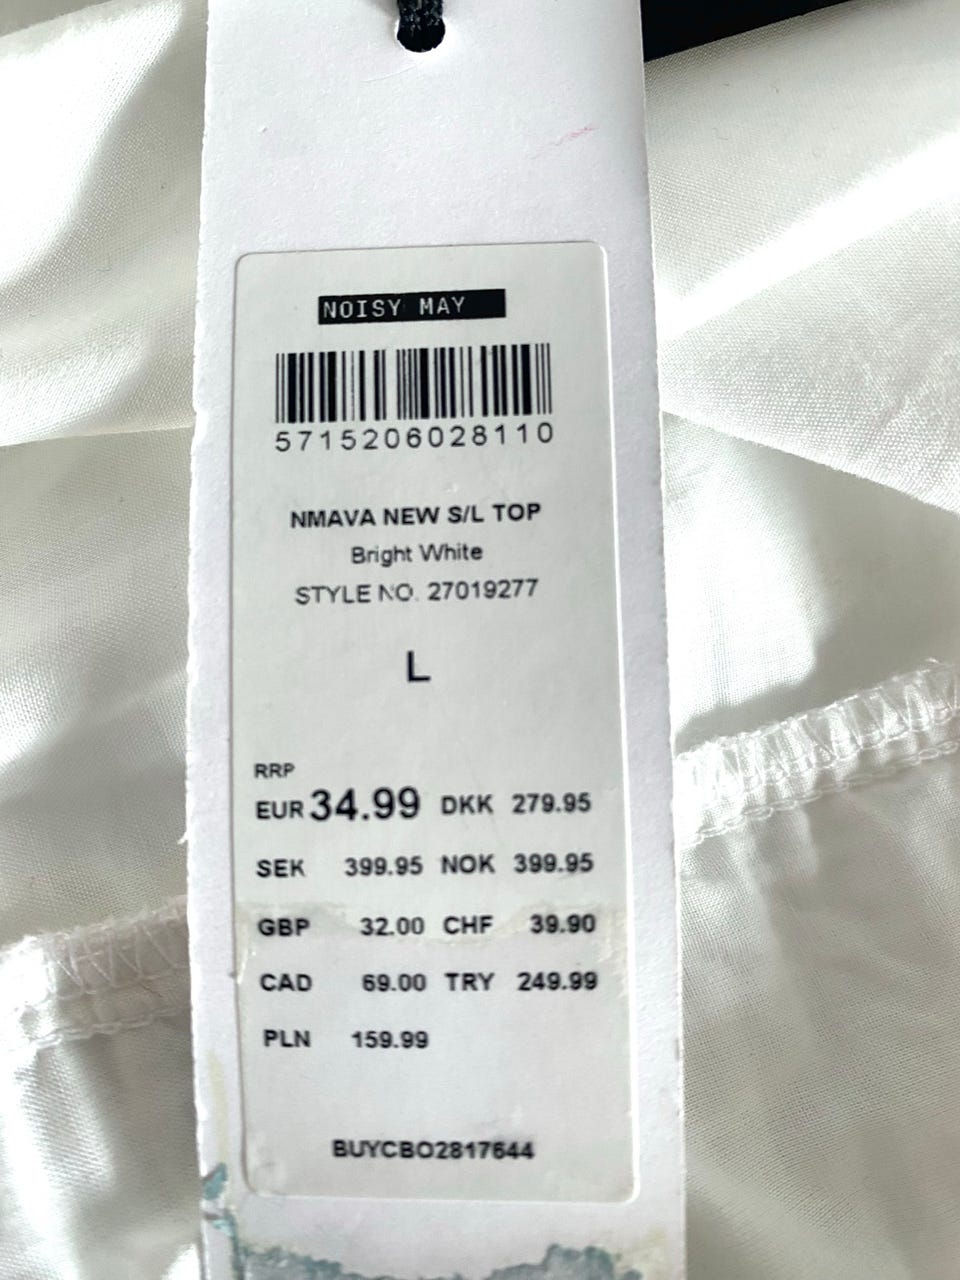 NOISY MAY
5715206028110
NMAVA NEW S/L TOP
Bright White
STYLE NO. 27019277
L
RRP
EUR 34.99 DKK 279.95
SEK 399.95 NOK 399.95
GBP 32.00 CHF 39.90
CAD 69.00 TRY 249.99
PLN 159.99
BUYCBO2817644